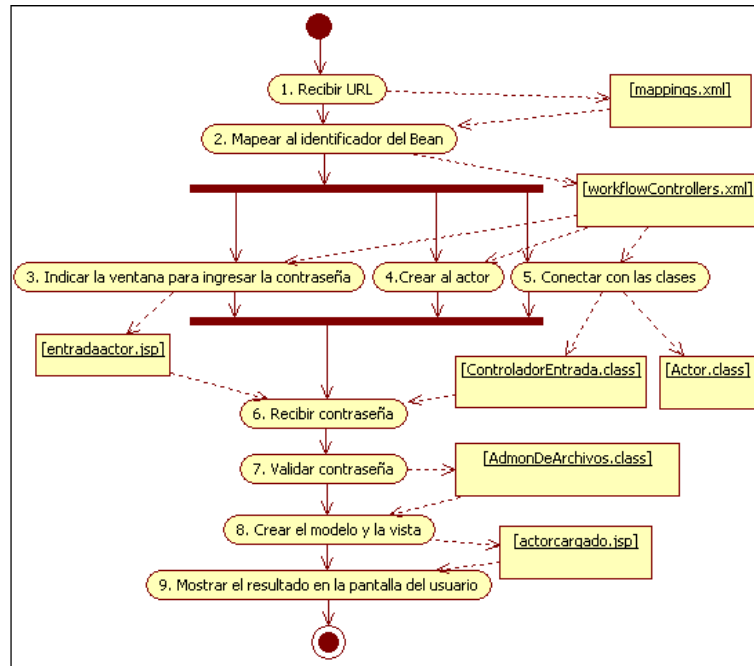 1. Recibir URL
[mappings.xml]
2. Mapear al identificador del Bean
[workflowControllers.xml]
3. Indicar la ventana para ingresar la contraseña
4.Crear al actor
5. Conectar con las clases
[entradaactor.jsp]
[ControladorEntrada.class]
[Actor.class]
6. Recibir contraseña
7. Validar contraseña
[AdmonDeArchivos.class]
8. Crear el modelo y la vista
[actorcargado.jsp]
9. Mostrar el resultado en la pantalla del usuario